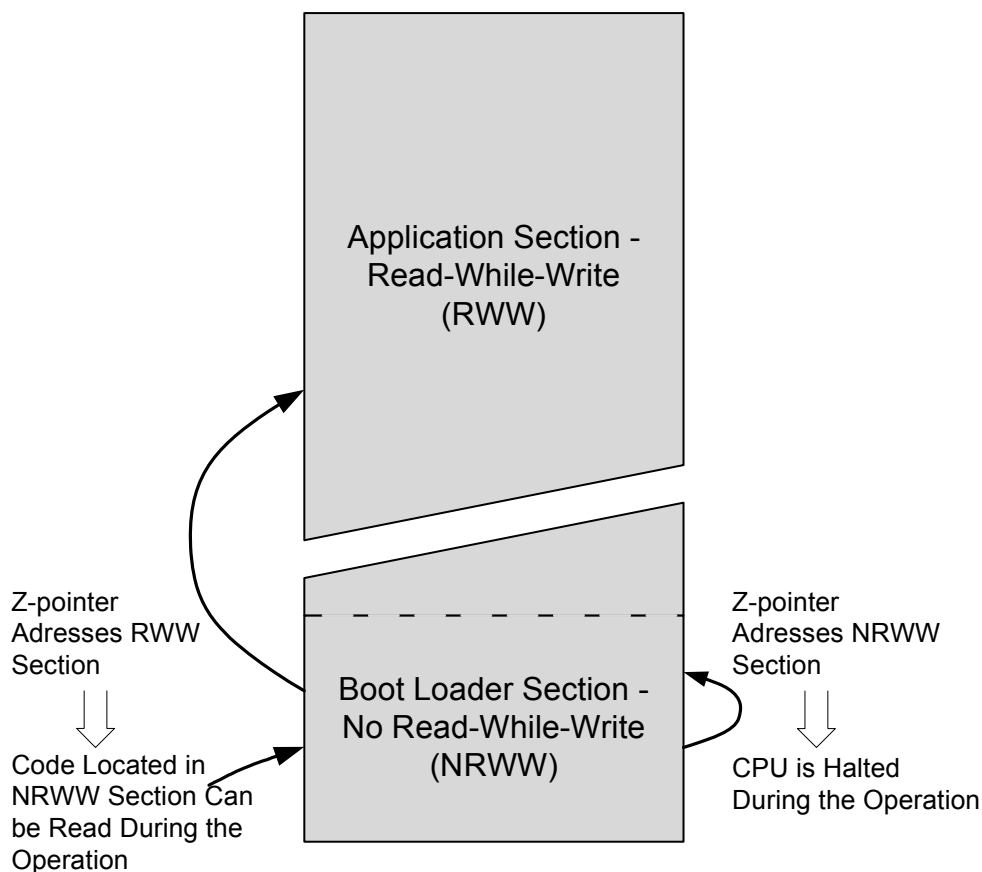 Application Section -
Read-While-Write
(RWW)
Z-pointer
Adresses RWW
Section
Code Located in
NRWW Section Can
be Read During the
Operation
Boot Loader Section -
No Read-While-Write
(NRWW)
Z-pointer
Adresses NRWW
Section
CPU is Halted
During the Operation